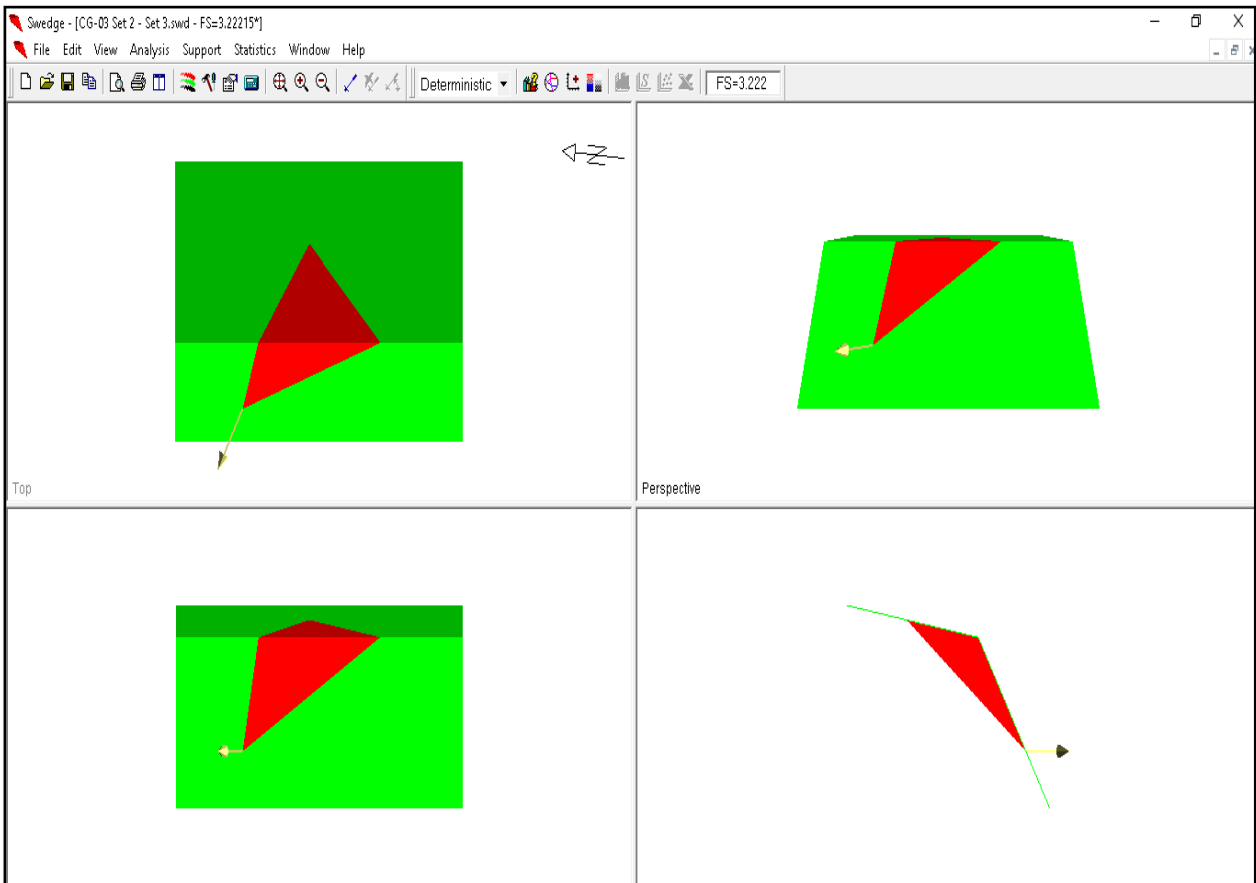 Swedge - [CG-03 Set 2 - Set 3.swd - FS=3.22215*]
File Edit View Analysis Support Statistics Window Help
Deterministic FS=3.222
N
Top
Perspective